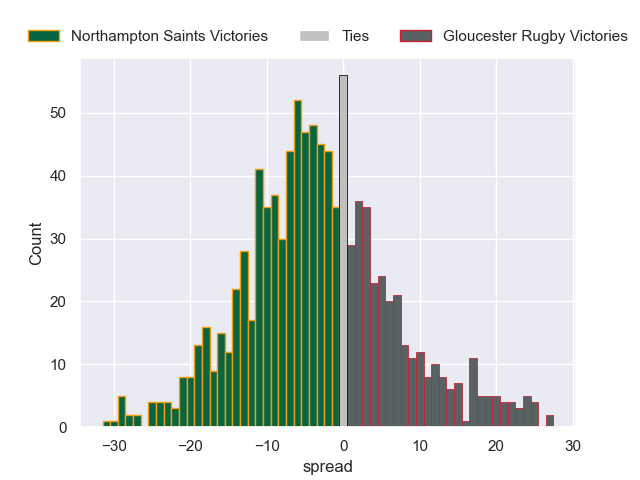 Northampton Saints Victories Ties Gloucester Rugby Victories
50
40
30
20
10
0
Count
−30 −20 −10 0 10 20 30
spread